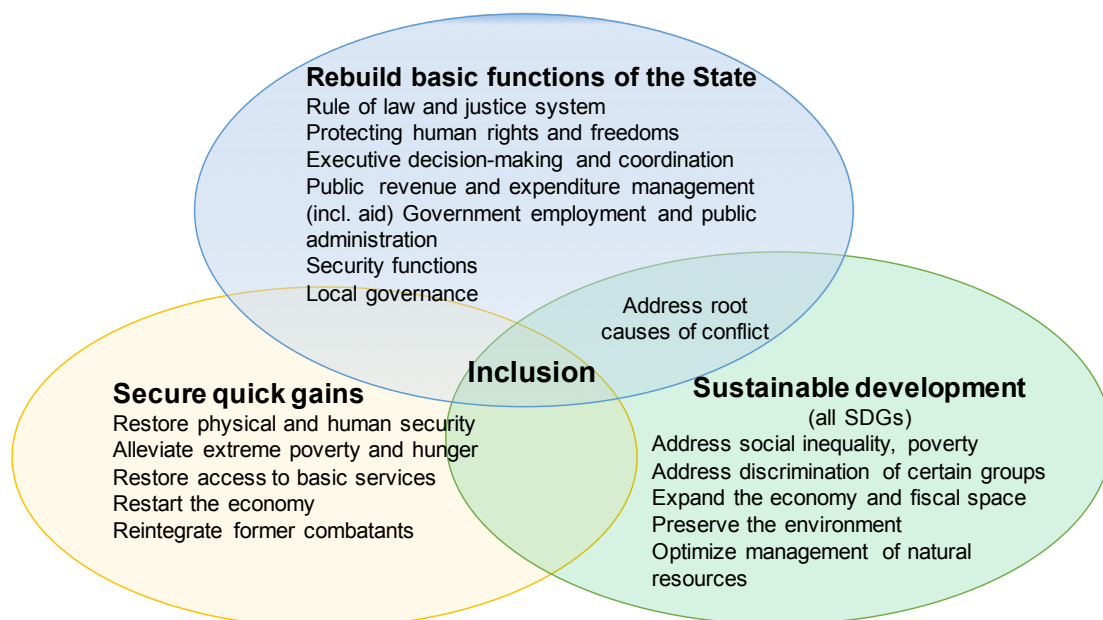 Rebuild basic functions of the State
Rule of law and justice system
Protecting human rights and freedoms
Executive decision-making and coordination
Public revenue and expenditure management
(incl. aid) Government employment and public
administration
Security functions
Local governance
Address root
causes of conflict
Inclusion
Secure quick gains
Restore physical and human security
Alleviate extreme poverty and hunger
Restore access to basic services
Restart the economy
Reintegrate former combatants
Sustainable development
(all SDGs)
Address social inequality, poverty
Address discrimination of certain groups
Expand the economy and fiscal space
Preserve the environment
Optimize management of natural
resources